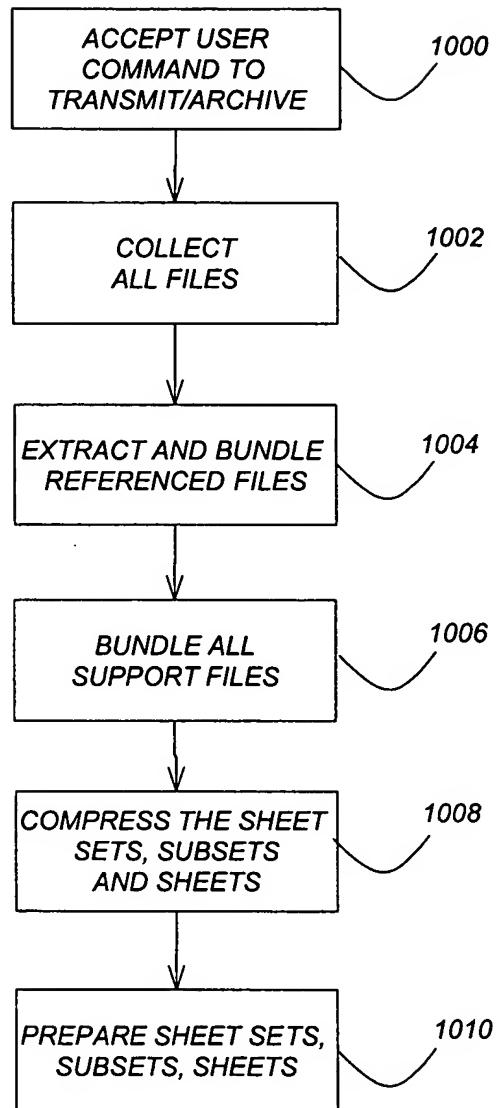 ACCEPT USER
COMMAND TO
TRANSMIT/ARCHIVE
1000
COLLECT
ALL FILES
1002
EXTRACT AND BUNDLE
REFERENCED FILES
1004
BUNDLE ALL
SUPPORT FILES
1006
COMPRESS THE SHEET
SETS, SUBSETS
AND SHEETS
1008
PREPARE SHEET SETS,
SUBSETS, SHEETS
1010